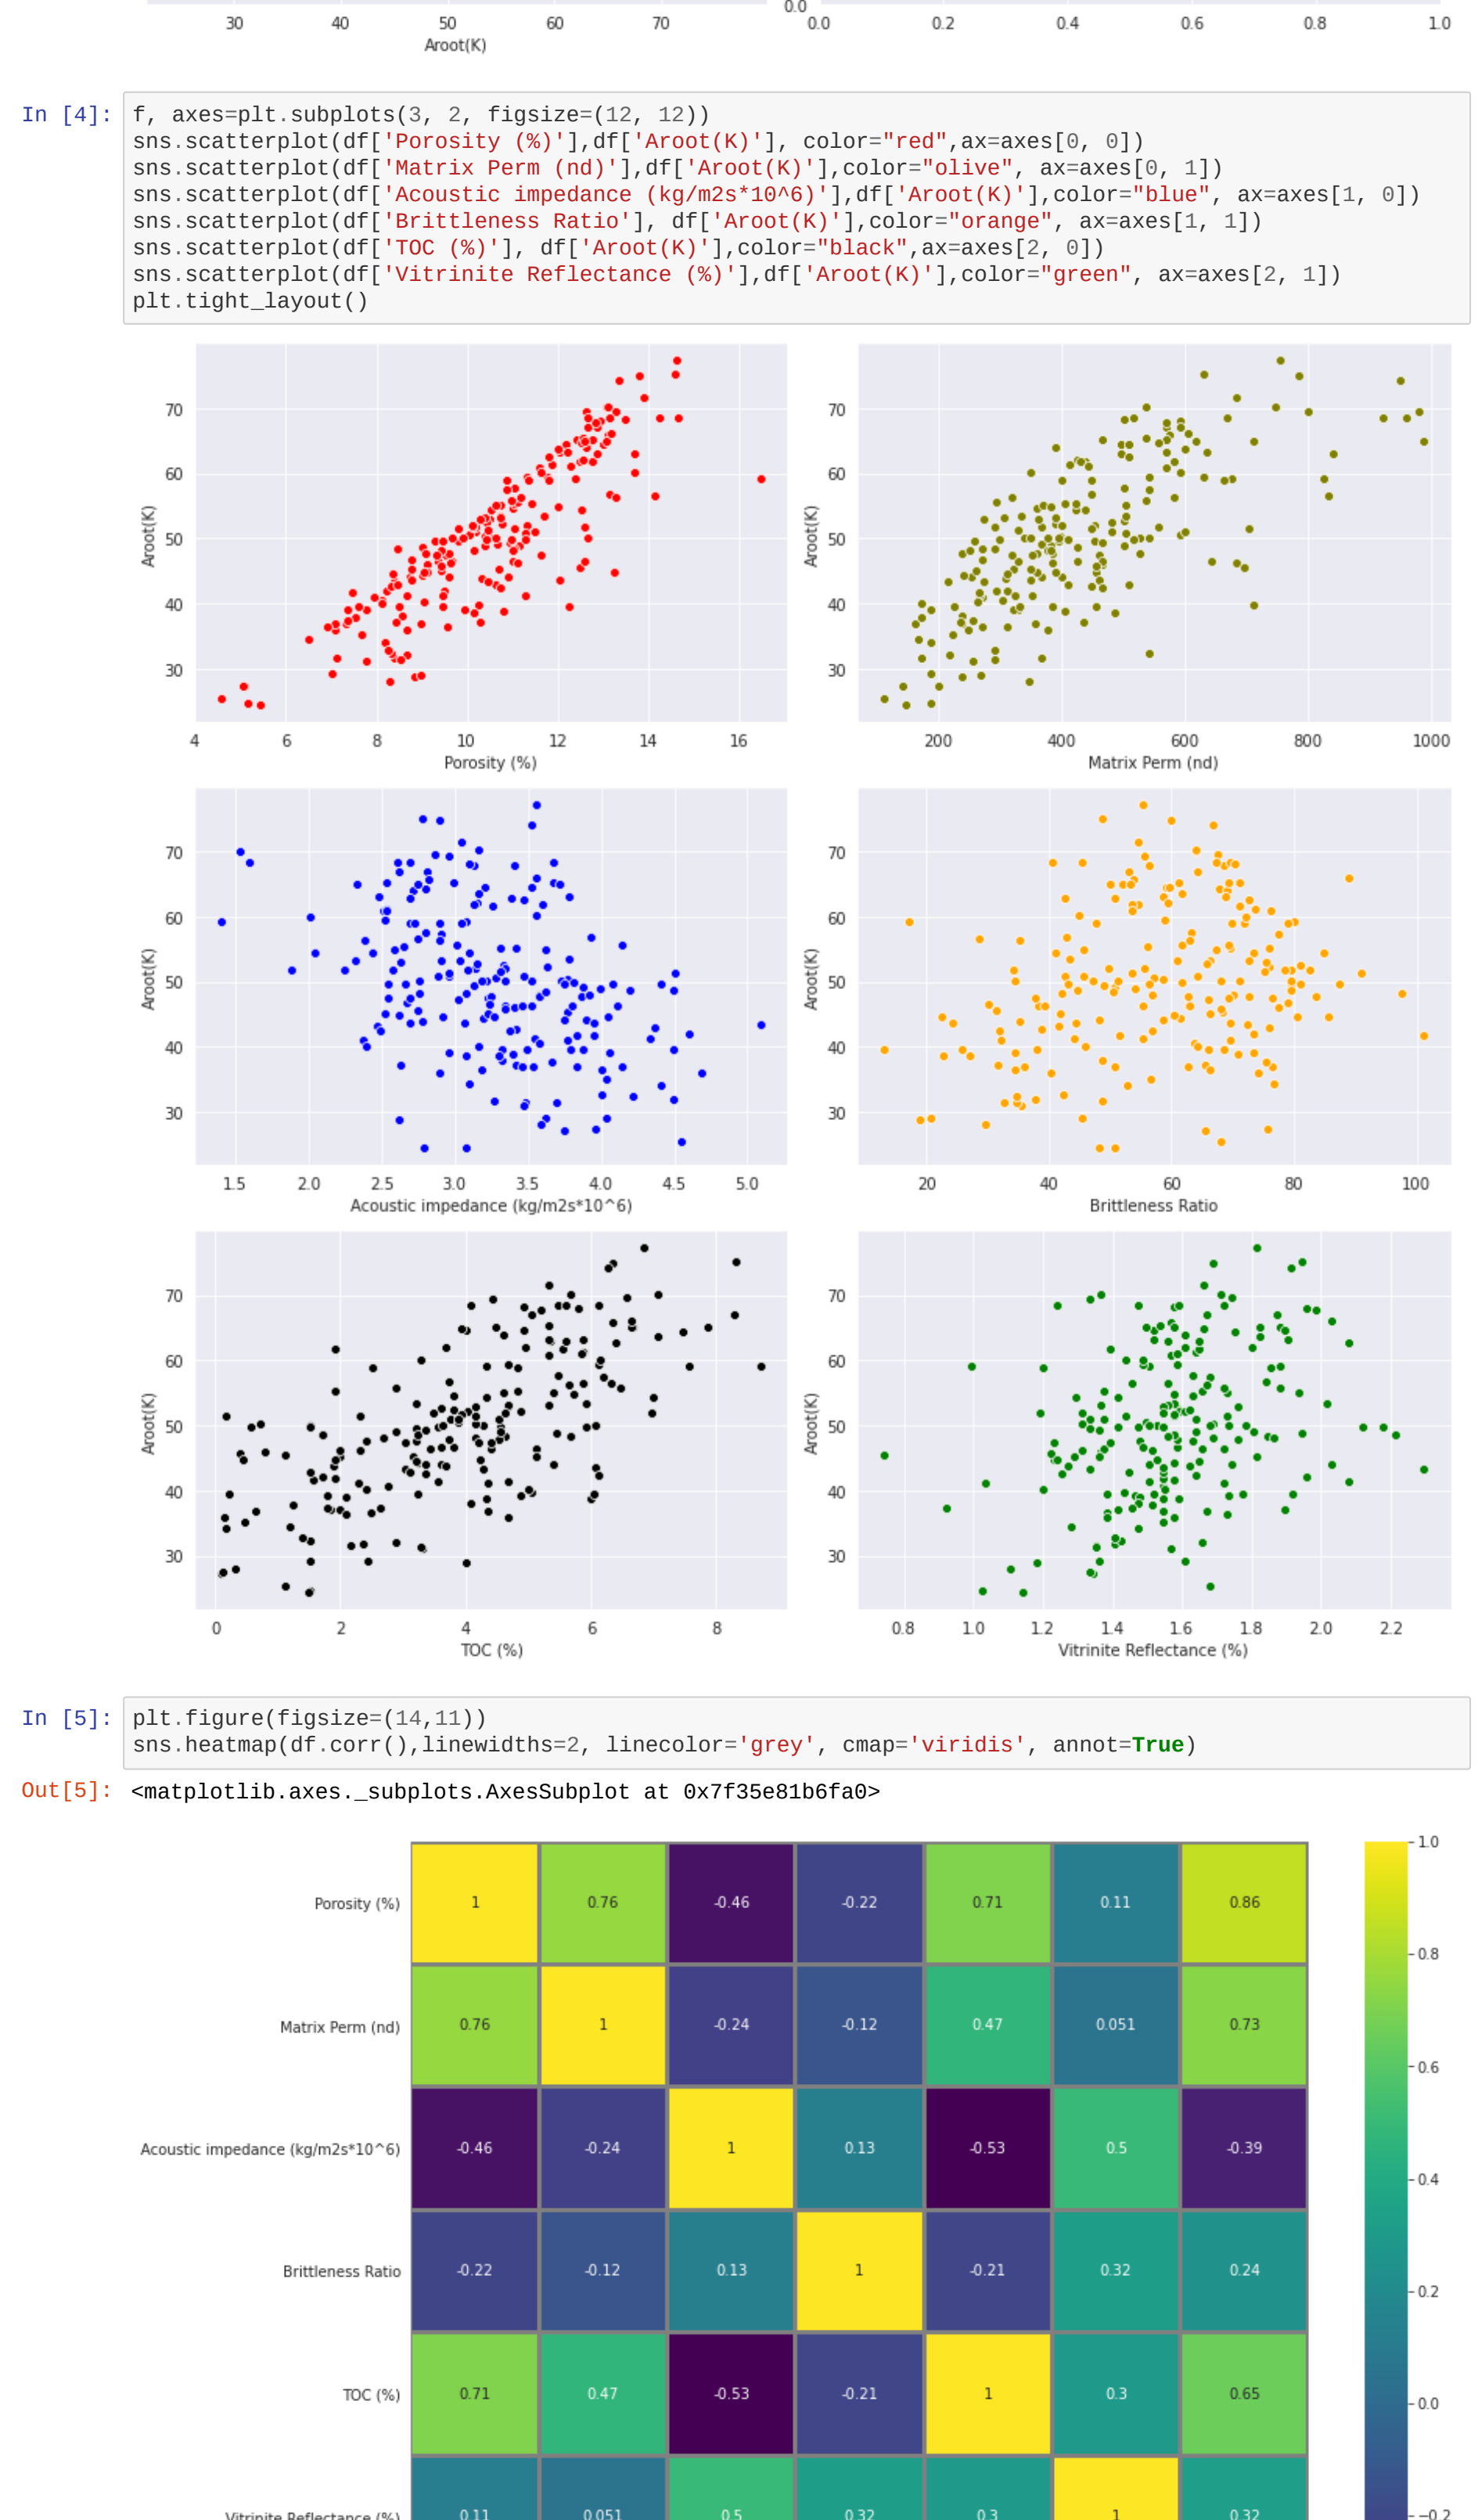 0.0
30 40 50 60 70 0.0 0.2 0.4 0.6 0.8 1.0
Aroot(K)
In [4]: f, axes=plt.subplots(3, 2, figsize=(12, 12))
sns.scatterplot(df['Porosity (%)'],df['Aroot(K)'], color="red",ax=axes[0, 0])
sns.scatterplot(df['Matrix Perm (nd)'],df['Aroot(K)'],color="olive", ax=axes[0, 1])
sns.scatterplot(df['Acoustic impedance (kg/m2s*10^6)'],df['Aroot(K)'],color="blue", ax=axes[1, 0])
sns.scatterplot(df['Brittleness Ratio'], df['Aroot(K)'],color="orange", ax=axes[1, 1])
sns.scatterplot(df['TOC (%)'], df['Aroot(K)'],color="black",ax=axes[2, 0])
sns.scatterplot(df['Vitrinite Reflectance (%)'],df['Aroot(K)'],color="green", ax=axes[2, 1])
plt.tight_layout()
70
60
50
40
30
Aroot(K)
4 6 8 10 12 14 16
Porosity (%)
70
60
50
40
30
Aroot(K)
200 400 600 800 1000
Matrix Perm (nd)
70
60
50
40
30
Aroot(K)
1.5 2.0 2.5 3.0 3.5 4.0 4.5 5.0
Acoustic impedance (kg/m2s*10^6)
70
60
50
40
30
Aroot(K)
20 40 60 80 100
Brittleness Ratio
70
60
50
40
30
Aroot(K)
0 2 4 6 8
TOC (%)
70
60
50
40
30
Aroot(K)
0.8 1.0 1.2 1.4 1.6 1.8 2.0 2.2
Vitrinite Reflectance (%)
In [5]: plt.figure(figsize=(14,11))
sns.heatmap(df.corr(),linewidths=2, linecolor='grey', cmap='viridis', annot=True)
Out[5]: <matplotlib.axes._subplots.AxesSubplot at 0x7f35e81b6fa0>
Porosity (%) 1 0.76 -0.46 -0.22 0.71 0.11 0.86
Matrix Perm (nd) 0.76 1 -0.24 -0.12 0.47 0.051 0.73
Acoustic impedance (kg/m2s*10^6) -0.46 -0.24 1 0.13 -0.53 0.5 -0.39
Brittleness Ratio -0.22 -0.12 0.13 1 -0.21 0.32 0.24
TOC (%) 0.71 0.47 -0.53 -0.21 1 0.3 0.65
Vitrinite Reflectance (%) 0.11 0.051 0.5 0.32 0.3 1 0.32
1.0
0.8
0.6
0.4
0.2
0.0
−0.2